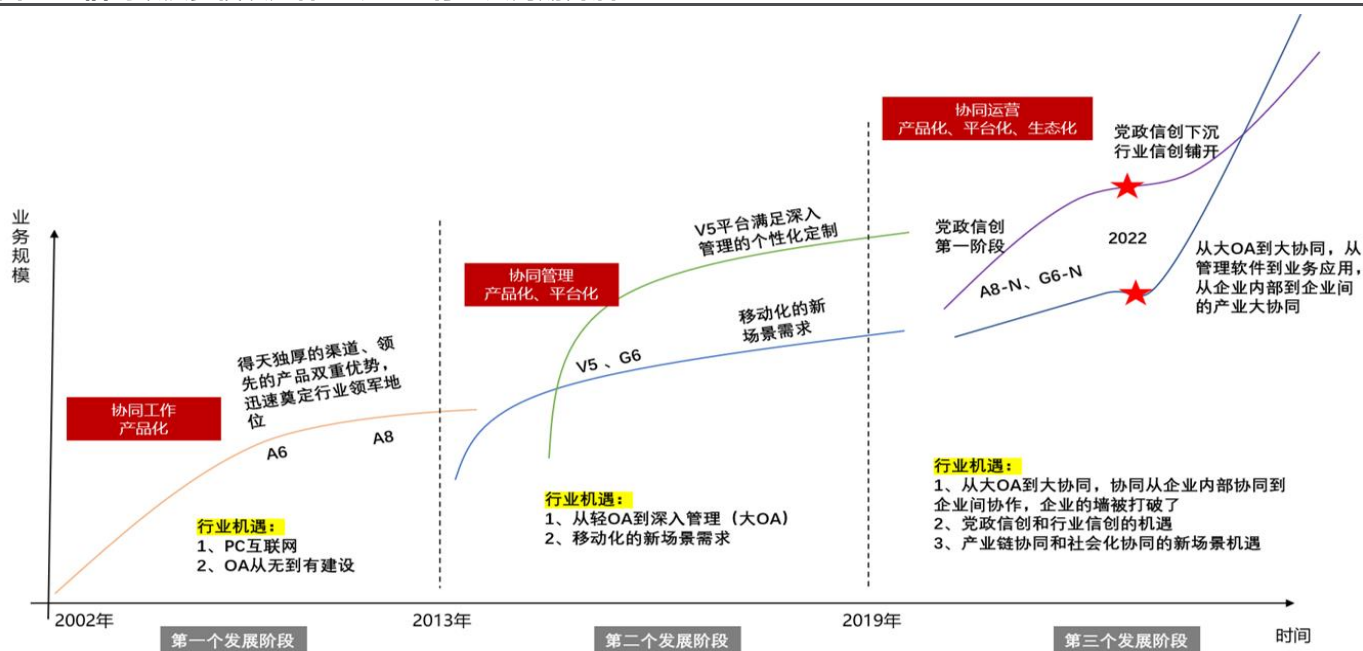 协同运营
产品化、平台化、生态化
党政信创下沉
行业信创铺开
业务规模
V5平台满足深入
管理的个性化定制
党政信创
第一阶段
2022
协同管理
产品化、平台化
A8-N、G6-N
从大OA到大协同，从
管理软件到业务应用，
从企业内部到企业间
的产业大协同
移动化的新
场景需求
V5 、G6
得天独厚的渠道、领
先的产品双重优势，
迅速奠定行业领军地
位
协同工作
产品化
A6
A8
行业机遇：
1、PC互联网
2、OA从无到有建设
行业机遇：
1、从轻OA到深入管理（大OA）
2、移动化的新场景需求
行业机遇：
1、从大OA到大协同，协同从企业内部协同到
企业间协作，企业的墙被打破了
2、党政信创和行业信创的机遇
3、产业链协同和社会化协同的新场景机遇
2002年
2013年
2019年
时间
第一个发展阶段
第二个发展阶段
第三个发展阶段